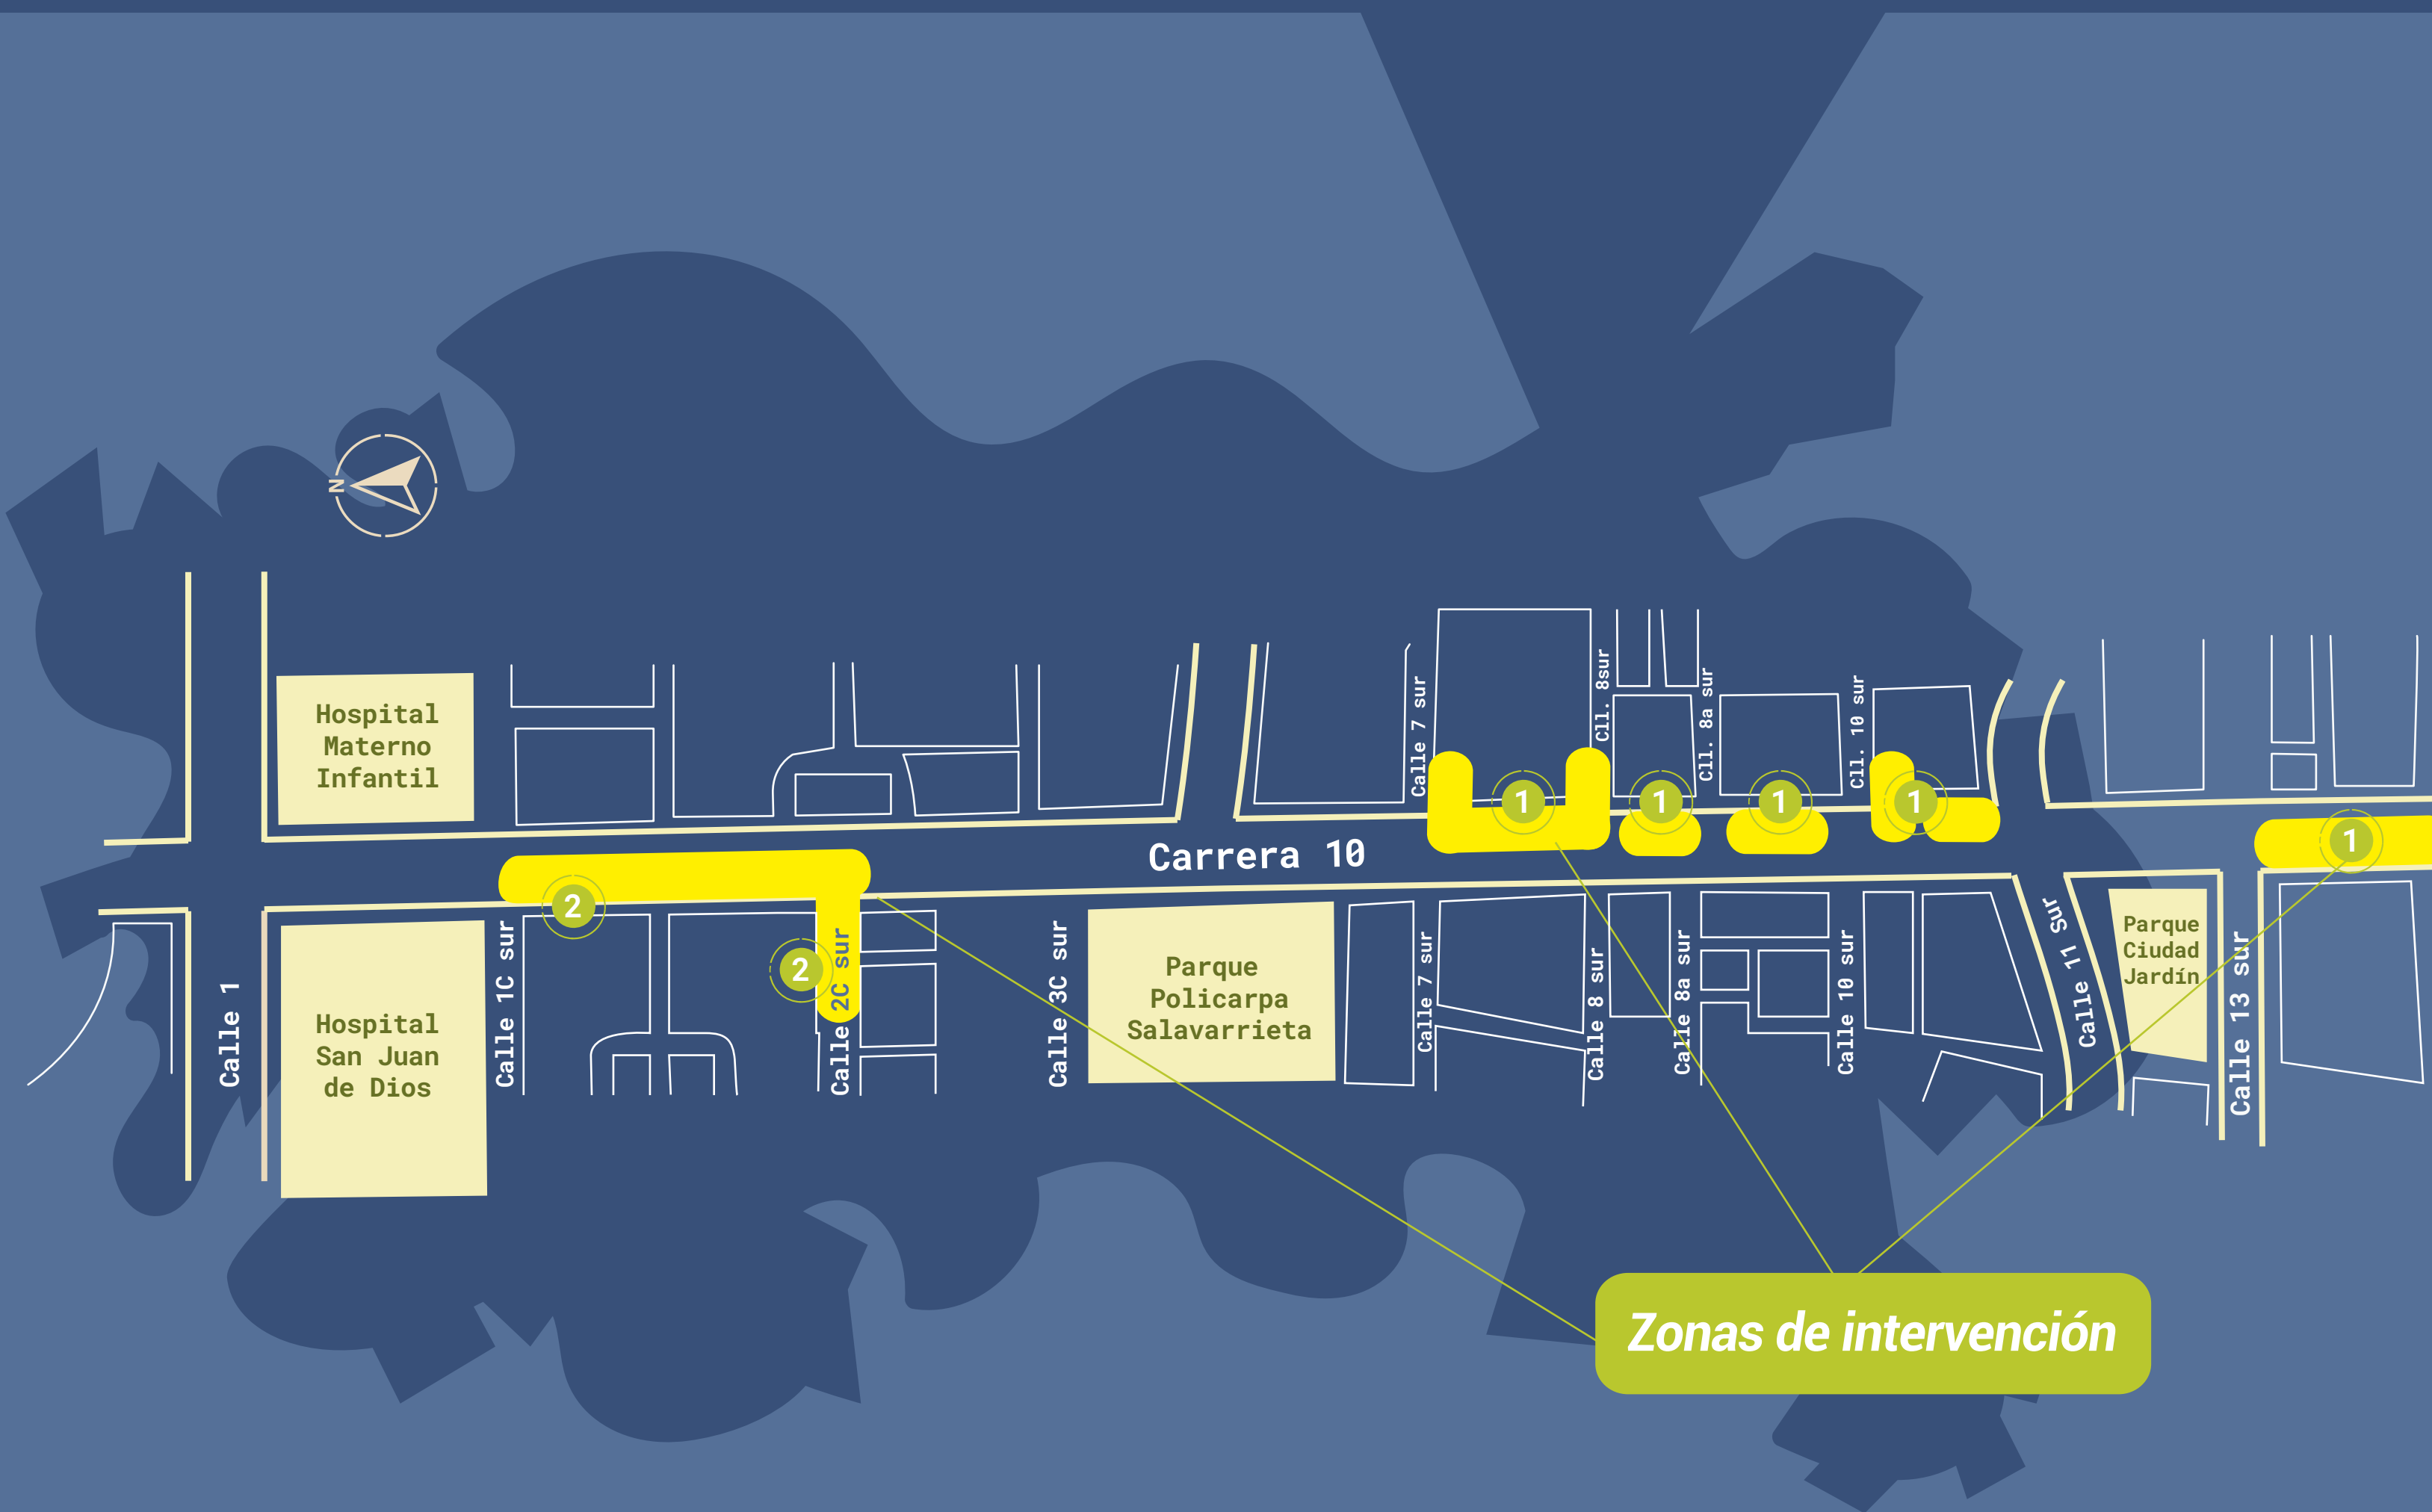 N
Hospital
Materno
Infantil
Calle 7 sur
Cll. 8sur
Cll. 8a sur
Cll. 10 sur
1
1
1
1
1
Carrera 10
2
2
Hospital
San Juan
de Dios
Calle 1
Calle 1C sur
Calle 2C sur
Calle 3C sur
Parque
Policarpa
Salavarrieta
Calle 7 sur
Calle 8 sur
Calle 8a sur
Calle 10 sur
Calle 11 Sur
Parque
Ciudad
Jardín
Calle 13 sur
Zonas de intervención